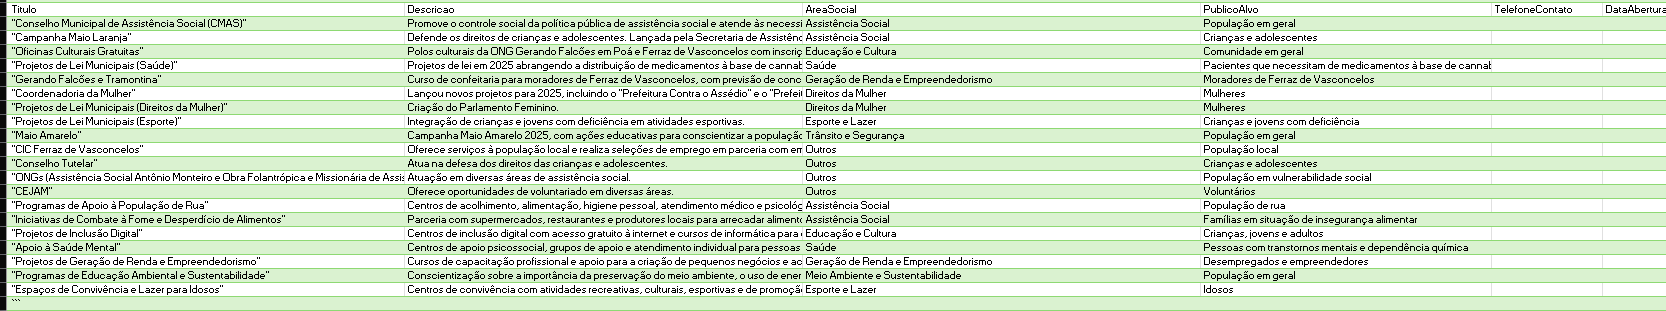 Titulo Descricao AreaSocial PublicoAlvo TelefoneContato DataAbertura
"Conselho Municipal de Assistência Social (CMAS)" Promove o controle social da política pública de assistência social e atende às necessi Assistência Social População em geral
"Campanha Maio Laranja" Defende os direitos de crianças e adolescentes. Lançada pela Secretaria de Assistênc Assistência Social Crianças e adolescentes
"Oficinas Culturais Gratuitas" Polos culturais da ONG Gerando Falcões em Poá e Ferraz de Vasconcelos com inscriç Educação e Cultura Comunidade em geral
"Projetos de Lei Municipais (Saúde)" Projetos de lei em 2025 abrangendo a distribuição de medicamentos à base de cannab Saúde Pacientes que necessitam de medicamentos à base de cannab
"Gerando Falcões e Tramontina" Curso de confeitaria para moradores de Ferraz de Vasconcelos, com previsão de conc Geração de Renda e Empreendedorismo Moradores de Ferraz de Vasconcelos
"Coordenadoria da Mulher" Lançou novos projetos para 2025, incluindo o "Prefeitura Contra o Assédio" e o "Prefeit Direitos da Mulher Mulheres
"Projetos de Lei Municipais (Direitos da Mulher)" Criação do Parlamento Feminino. Direitos da Mulher Mulheres
"Projetos de Lei Municipais (Esporte)" Integração de crianças e jovens com deficiência em atividades esportivas. Esporte e Lazer Crianças e jovens com deficiência
"Maio Amarelo" Campanha Maio Amarelo 2025, com ações educativas para conscientizar a populaçã Trânsito e Segurança População em geral
"CIC Ferraz de Vasconcelos" Oferece serviços à população local e realiza seleções de emprego em parceria com em Outros População local
"Conselho Tutelar" Atua na defesa dos direitos das crianças e adolescentes. Outros Crianças e adolescentes
"ONGs (Assistência Social Antônio Monteiro e Obra Folantrópica e Missionária de Assis Atuação em diversas áreas de assistência social. Outros População em vulnerabilidade social
"CEJAM" Oferece oportunidades de voluntariado em diversas áreas. Outros Voluntários
"Programas de Apoio à População de Rua" Centros de acolhimento, alimentação, higiene pessoal, atendimento médico e psicológ Assistência Social População de rua
"Iniciativas de Combate à Fome e Desperdício de Alimentos" Parceria com supermercados, restaurantes e produtores locais para arrecadar aliment Assistência Social Famílias em situação de insegurança alimentar
"Projetos de Inclusão Digital" Centros de inclusão digital com acesso gratuito à internet e cursos de informática para Educação e Cultura Crianças, jovens e adultos
"Apoio à Saúde Mental" Centros de apoio psicossocial, grupos de apoio e atendimento individual para pessoas Saúde Pessoas com transtornos mentais e dependência química
"Projetos de Geração de Renda e Empreendedorismo" Cursos de capacitação profissional e apoio para a criação de pequenos negócios e ac Geração de Renda e Empreendedorismo Desempregados e empreendedores
"Programas de Educação Ambiental e Sustentabilidade" Conscientização sobre a importância da preservação do meio ambiente, o uso de ener Meio Ambiente e Sustentabilidade População em geral
"Espaços de Convivência e Lazer para Idosos" Centros de convivência com atividades recreativas, culturais, esportivas e de promoçã Esporte e Lazer Idosos
```